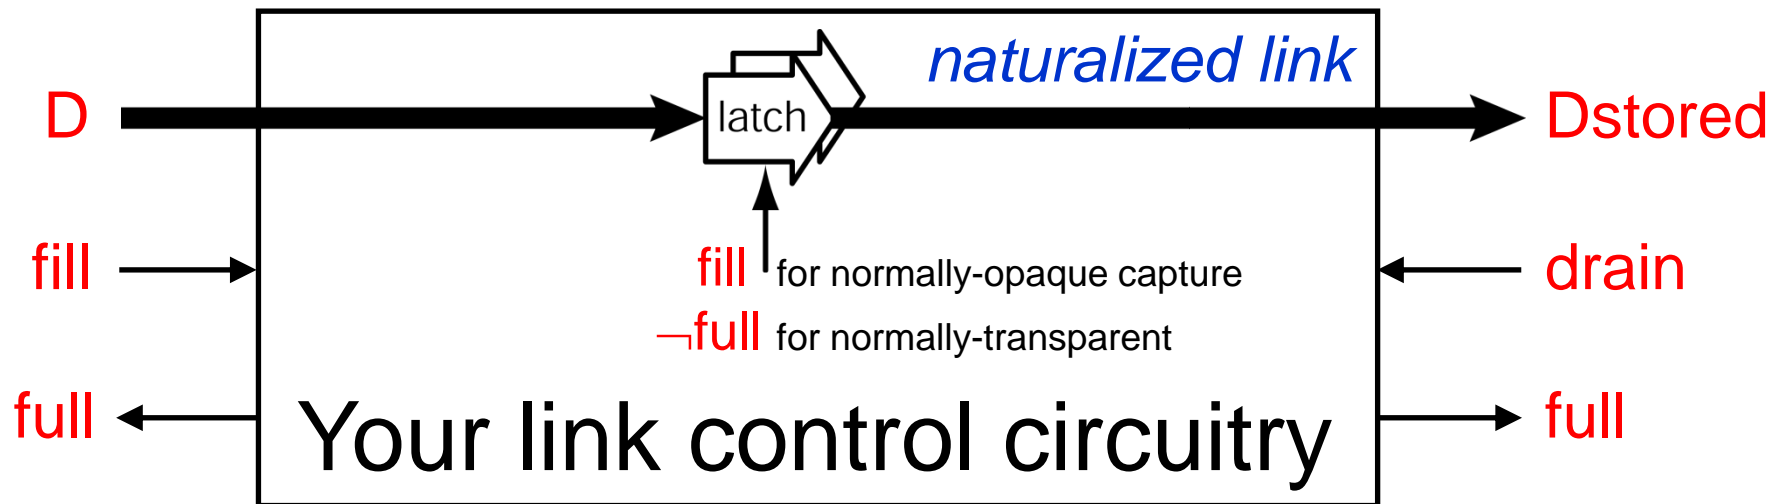 naturalized link
D
latch
Dstored
fill
fill for normally-opaque capture
drain
¬full for normally-transparent
full
Your link control circuitry
full